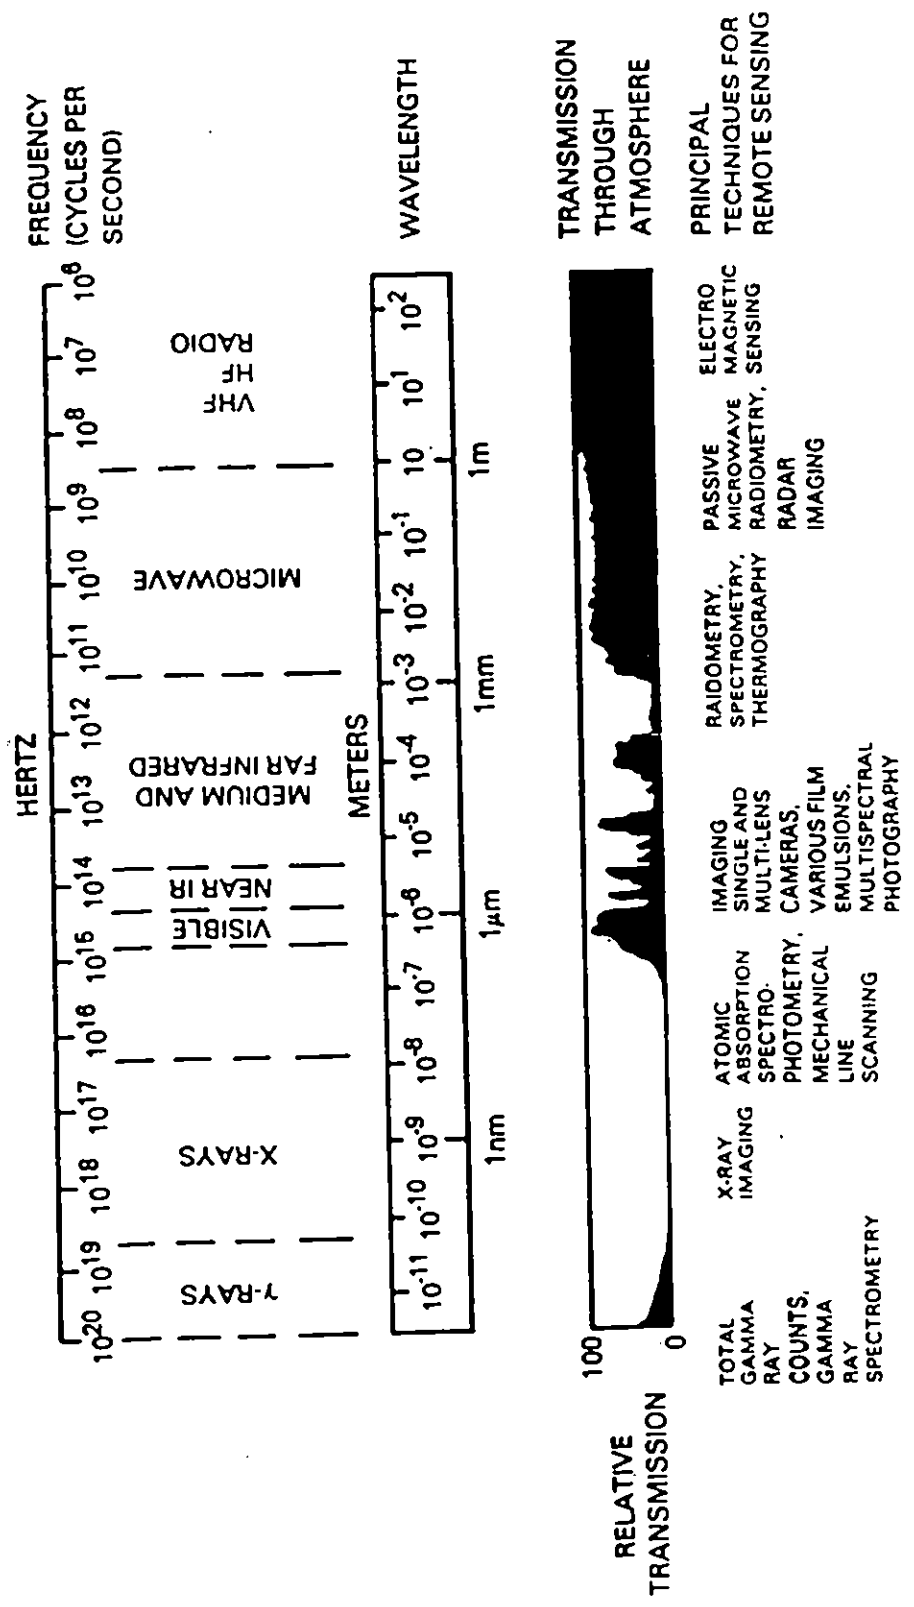 HERTZ
10²⁰ 10¹⁹ 10¹⁸ 10¹⁷ 10¹⁶ 10¹⁵ 10¹⁴ 10¹³ 10¹² 10¹¹ 10¹⁰ 10⁹ 10⁸ 10⁷ 10⁶
FREQUENCY
(CYCLES PER
SECOND)
γ-RAYS
X-RAYS
VISIBLE
NEAR IR
MEDIUM AND
FAR INFRARED
MICROWAVE
VHF
HF
RADIO
METERS
10⁻¹¹ 10⁻¹⁰ 10⁻⁹ 10⁻⁸ 10⁻⁷ 10⁻⁶ 10⁻⁵ 10⁻⁴ 10⁻³ 10⁻² 10⁻¹ 10 10¹ 10²
WAVELENGTH
1nm 1μm 1mm 1m
RELATIVE
TRANSMISSION
100
0
TRANSMISSION
THROUGH
ATMOSPHERE
TOTAL
GAMMA
RAY
COUNTS,
GAMMA
RAY
SPECTROMETRY
X-RAY
IMAGING
ATOMIC
ABSORPTION
SPECTRO-
PHOTOMETRY,
MECHANICAL
LINE
SCANNING
IMAGING
SINGLE AND
MULTI-LENS
CAMERAS,
VARIOUS FILM
EMULSIONS,
MULTISPECTRAL
PHOTOGRAPHY
RAIDOMETRY,
SPECTROMETRY,
THERMOGRAPHY
PASSIVE
MICROWAVE
RADIOMETRY,
RADAR
IMAGING
ELECTRO
MAGNETIC
SENSING
PRINCIPAL
TECHNIQUES FOR
REMOTE SENSING